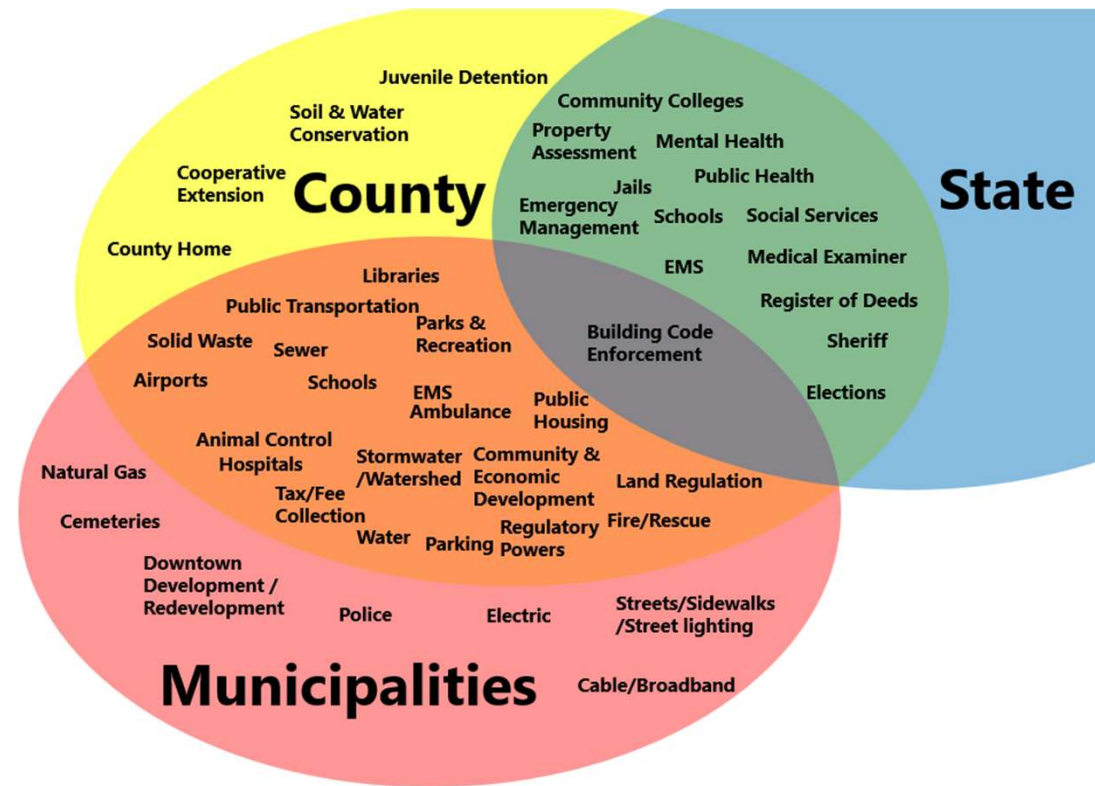 Juvenile Detention
Soil & Water
Conservation
Cooperative
Extension
County
County Home
Community Colleges
Property
Assessment
Mental Health
Jails
Public Health
Emergency
Management
Schools
Social Services
EMS
Medical Examiner
Register of Deeds
Sheriff
Elections
State
Building Code
Enforcement
Libraries
Public Transportation
Parks &
Recreation
Solid Waste
Sewer
Airports
Schools
EMS
Ambulance
Public
Housing
Animal Control
Hospitals
Stormwater
/Watershed
Community &
Economic
Development
Land Regulation
Tax/Fee
Collection
Water
Parking
Regulatory
Powers
Fire/Rescue
Natural Gas
Cemeteries
Downtown
Development /
Redevelopment
Police
Electric
Streets/Sidewalks
/Street lighting
Municipalities
Cable/Broadband